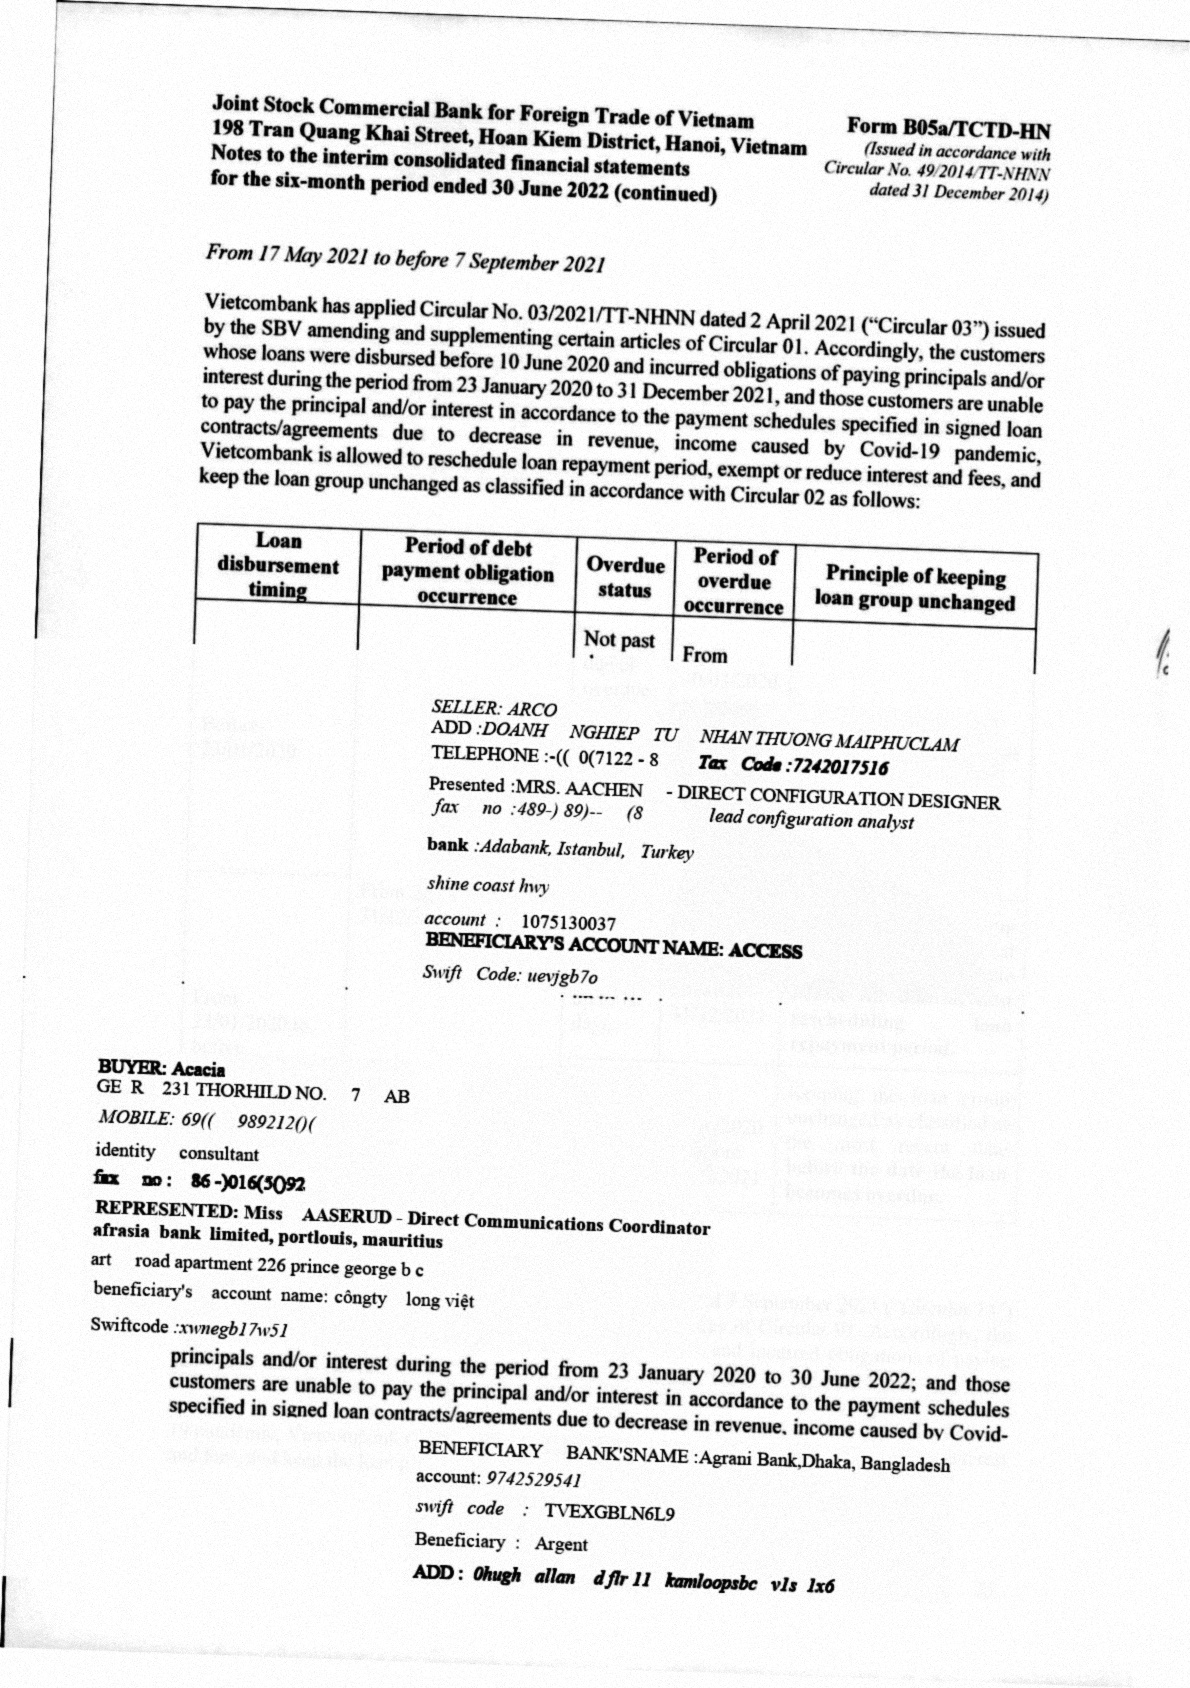 Joint Stock Commercial Bank for Foreign Trade of Vietnam
198 Tran Quang Khai Street, Hoan Kiem District, Hanoi, Vietnam
Notes to the interim consolidated financial statements
for the six-month period ended 30 June 2022 (continued)
Form B05a/TCTD-HN
(Issued in accordance with
Circular No. 49/2014/TT-NHNN
dated 31 December 2014)
From 17 May 2021 to before 7 September 2021
Vietcombank has applied Circular No. 03/2021/TT-NHNN dated 2 April 2021 (“Circular 03”) issued
by the SBV amending and supplementing certain articles of Circular 01. Accordingly, the customers
whose loans were disbursed before 10 June 2020 and incurred obligations of paying principals and/or
interest during the period from 23 January 2020 to 31 December 2021, and those customers are unable
to pay the principal and/or interest in accordance to the payment schedules specified in signed loan
contracts/agreements due to decrease in revenue, income caused by Covid-19 pandemic,
Vietcombank is allowed to reschedule loan repayment period, exempt or reduce interest and fees, and
keep the loan group unchanged as classified in accordance with Circular 02 as follows:
Loan
disbursement
timing
Period of debt
payment obligation
occurrence
Overdue
status
Period of
overdue
occurrence
Principle of keeping
loan group unchanged
Not past
From
SELLER: ARCO
ADD :DOANH NGHIEP TU NHAN THUONG MAIPHUCLAM
TELEPHONE :-(( 0(7122 - 8 Tax Code :7242017516
Presented :MRS. AACHEN - DIRECT CONFIGURATION DESIGNER
fax no :489-) 89)-- (8 lead configuration analyst
bank :Adabank, Istanbul, Turkey
shine coast hwy
account : 1075130037
BENEFICIARY'S ACCOUNT NAME: ACCESS
Swift Code: uevjgb7o
BUYER: Acacia
GE R 231 THORHILD NO. 7 AB
MOBILE: 69(( 989212()(
identity consultant
fax no : 86 -)016(5()92
REPRESENTED: Miss AASERUD - Direct Communications Coordinator
afrasia bank limited, portlouis, mauritius
art road apartment 226 prince george b c
beneficiary's account name: côngty long việt
Swiftcode :xwnegb17w51
principals and/or interest during the period from 23 January 2020 to 30 June 2022; and those
customers are unable to pay the principal and/or interest in accordance to the payment schedules
specified in signed loan contracts/agreements due to decrease in revenue, income caused by Covid-
BENEFICIARY BANK'SNAME :Agrani Bank,Dhaka, Bangladesh
account: 9742529541
swift code : TVEXGBLN6L9
Beneficiary : Argent
ADD : 0hugh allan d flr 11 kamloopsbc v1s 1x6